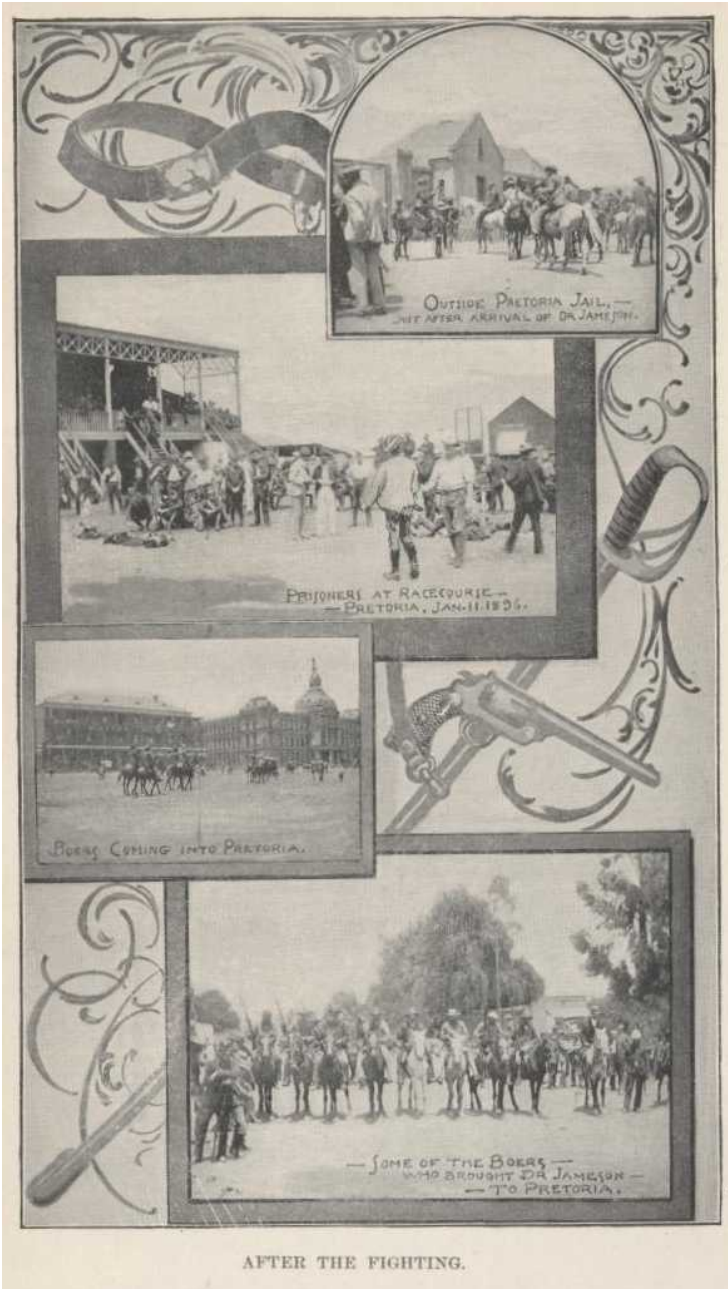 OUTSIDE PRETORIA JAIL, —
JUST AFTER ARRIVAL OF DR JAMESON.
PRISONERS AT RACECOURSE —
— PRETORIA, JAN. 11. 1896.
BOERS COMING INTO PRETORIA.
— SOME OF THE BOERS —
WHO BROUGHT DR JAMESON —
— TO PRETORIA.
AFTER THE FIGHTING.